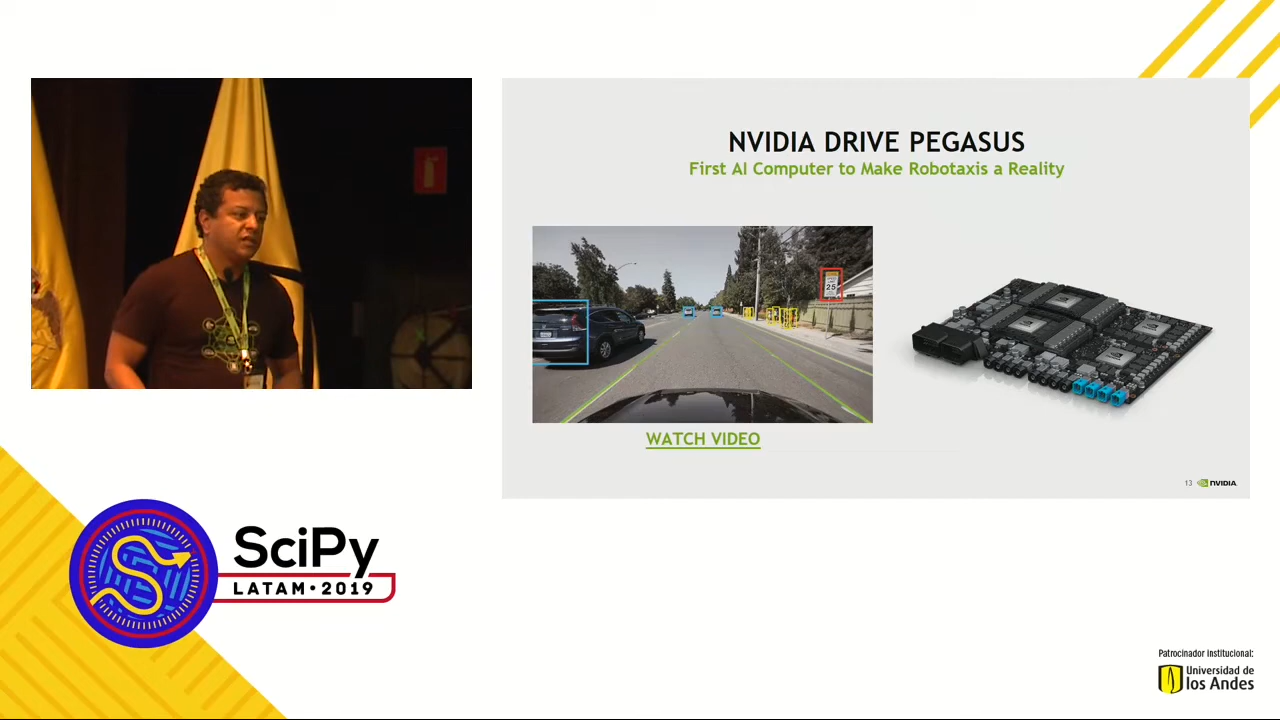 NVIDIA DRIVE PEGASUS
First AI Computer to Make Robotaxis a Reality
25
WATCH VIDEO
13
NVIDIA
SciPy
LATAM • 2019
Patrocinador institucional:
Universidad de
los Andes